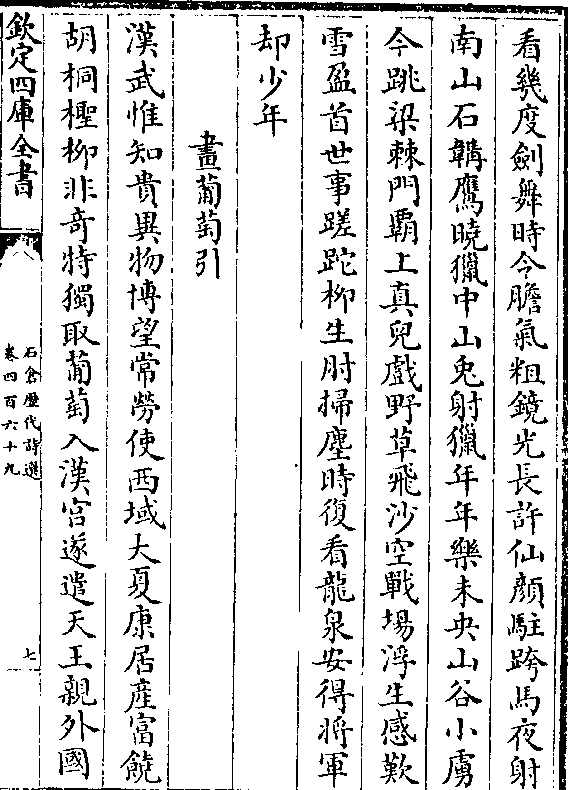 看幾度劍舞時令膽氣粗鏡光長許仙顔駐跨馬夜射
南山石韝鷹曉獵中山兎射獵年年樂未央山谷小虜
今跳梁棘門覇上真兒戲野草飛沙空戰場浮生感歎
雪盈首世事蹉跎柳生肘掃塵時復看龍泉安得將軍
却少年
畫葡萄引
漢武惟知貴異物博望常勞使西域大夏康居產富饒
胡桐檉柳非奇特獨取葡萄入漢宮遂遣天王親外國
欽定四庫全書
石倉歷代詩選
卷四百六十九
七